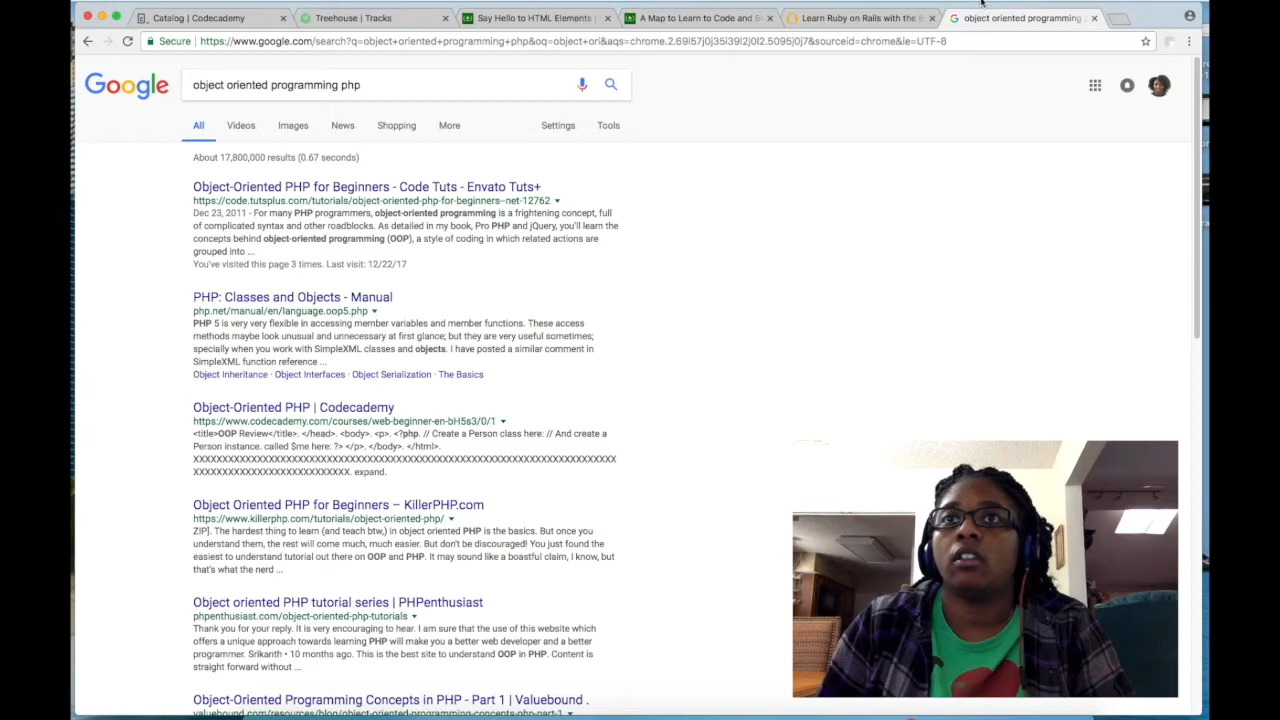 Catalog | Codecademy
Treehouse | Tracks
Say Hello to HTML Elements |
A Map to Learn to Code and B
Learn Ruby on Rails with the B
object oriented programming
Secure
https://www.google.com/search?q=object+oriented+programming+php&oq=object+ori&aqs=chrome.2.69i57j0j35i39l2j0l2.5095j0j7&sourceid=chrome&ie=UTF-8
Google
object oriented programming php
All Videos Images News Shopping More Settings Tools
About 17,800,000 results (0.67 seconds)
Object-Oriented PHP for Beginners - Code Tuts - Envato Tuts+
https://code.tutsplus.com/tutorials/object-oriented-php-for-beginners--net-12762
Dec 23, 2011 - For many PHP programmers, object-oriented programming is a frightening concept, full
of complicated syntax and other roadblocks. As detailed in my book, Pro PHP and jQuery, you'll learn the
concepts behind object-oriented programming (OOP), a style of coding in which related actions are
grouped into ...
You've visited this page 3 times. Last visit: 12/22/17
PHP: Classes and Objects - Manual
php.net/manual/en/language.oop5.php
PHP 5 is very very flexible in accessing member variables and member functions. These access
methods maybe look unusual and unnecessary at first glance; but they are very useful sometimes;
specially when you work with SimpleXML classes and objects. I have posted a similar comment in
SimpleXML function reference ...
Object Inheritance · Object Interfaces · Object Serialization · The Basics
Object-Oriented PHP | Codecademy
https://www.codecademy.com/courses/web-beginner-en-bH5s3/0/1
<title>OOP Review</title>. </head>. <body>. <p>. <?php. // Create a Person class here: // And create a
Person instance. called $me here: ?> </p>. </body>. </html>.
XXXXXXXXXXXXXXXXXXXXXXXXXXXXXXXXXXXXXXXXXXXXXXXXXXXXXXXXXXXXXXXXXXXXXX
XXXXXXXXXXXXXXXXXXXXXXXXXX. expand.
Object Oriented PHP for Beginners – KillerPHP.com
https://www.killerphp.com/tutorials/object-oriented-php/
ZIP]. The hardest thing to learn (and teach btw,) in object oriented PHP is the basics. But once you
understand them, the rest will come much, much easier. But don't be discouraged! You just found the
easiest to understand tutorial out there on OOP and PHP. It may sound like a boastful claim, I know, but
that's what the nerd ...
Object oriented PHP tutorial series | PHPenthusiast
phpenthusiast.com/object-oriented-php-tutorials
Thank you for your reply. It is very encouraging to hear. I am sure that the use of this website which
offers a unique approach towards learning PHP will make you a better web developer and a better
programmer. Srikanth • 10 months ago. This is the best site to understand OOP in PHP. Content is
straight forward without ...
Object-Oriented Programming Concepts in PHP - Part 1 | Valuebound .
valuebound.com/resources/blog/object-oriented-programming-concepts-php-part-1